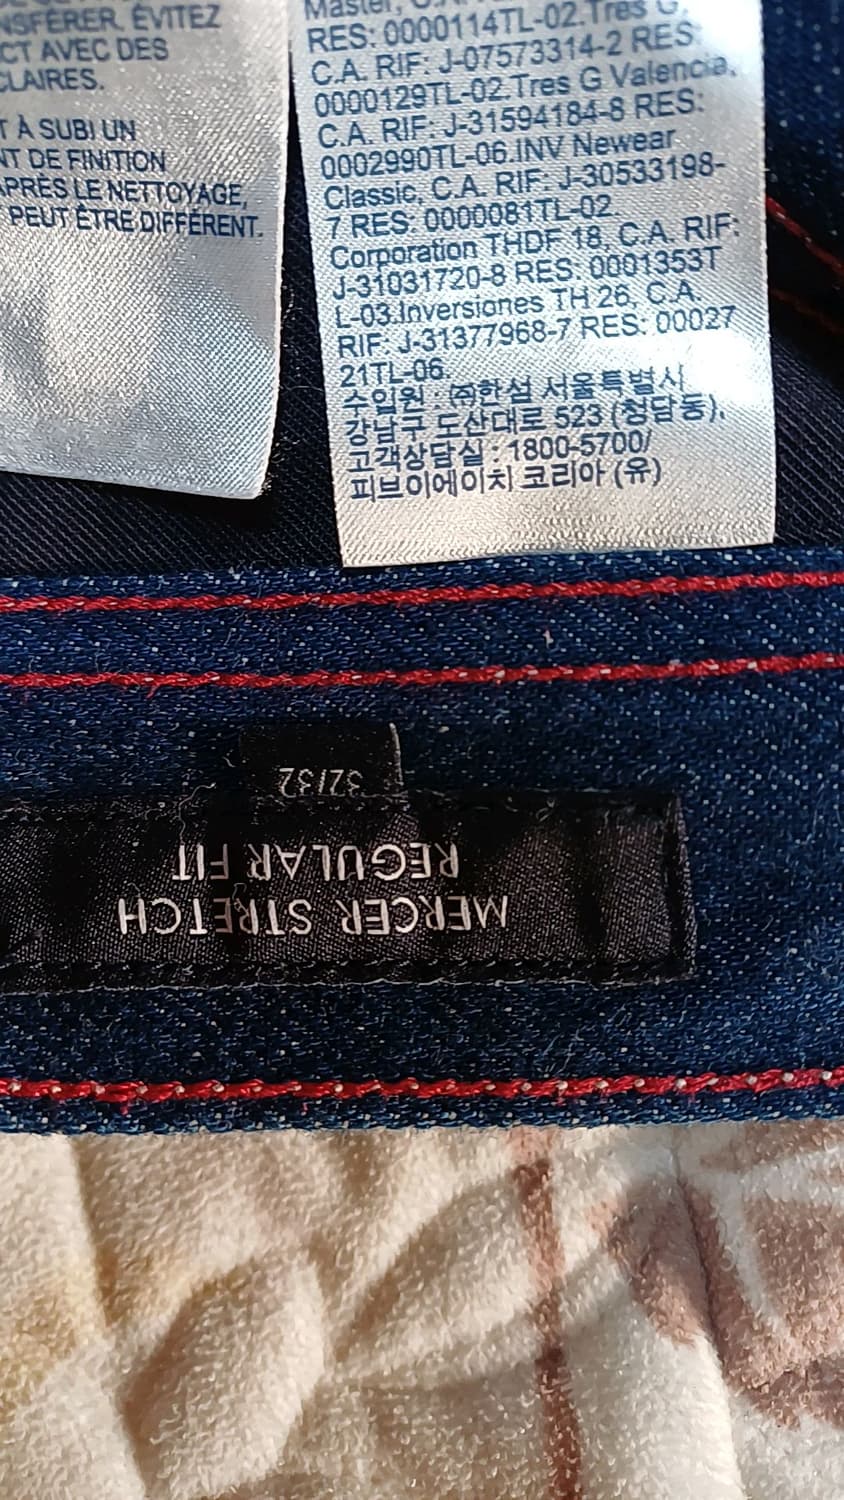 NSFÉRER. ÉVITEZ
CT AVEC DES
CLAIRES.
T À SUBI UN
NT DE FINITION
APRÈS LE NETTOYAGE,
PEUT ÊTRE DIFFÉRENT.
Master,
RES: 0000114TL-02.Tres G.
C.A. RIF: J-07573314-2 RES:
0000129TL-02.Tres G Valencia,
C.A. RIF: J-31594184-8 RES:
0002990TL-06.INV Newear
Classic, C.A. RIF: J-30533198-
7 RES: 0000081TL-02.
Corporation THDF 18, C.A. RIF:
J-31031720-8 RES: 0001353T
L-03.Inversiones TH 26, C.A.
RIF: J-31377968-7 RES: 00027
21TL-06.
수입원 : ㈜한섬 서울특별시
강남구 도산대로 523 (청담동),
고객상담실 : 1800-5700/
피브이에이치 코리아 (유)
MERCER STRETCH
REGULAR FIT
32/32